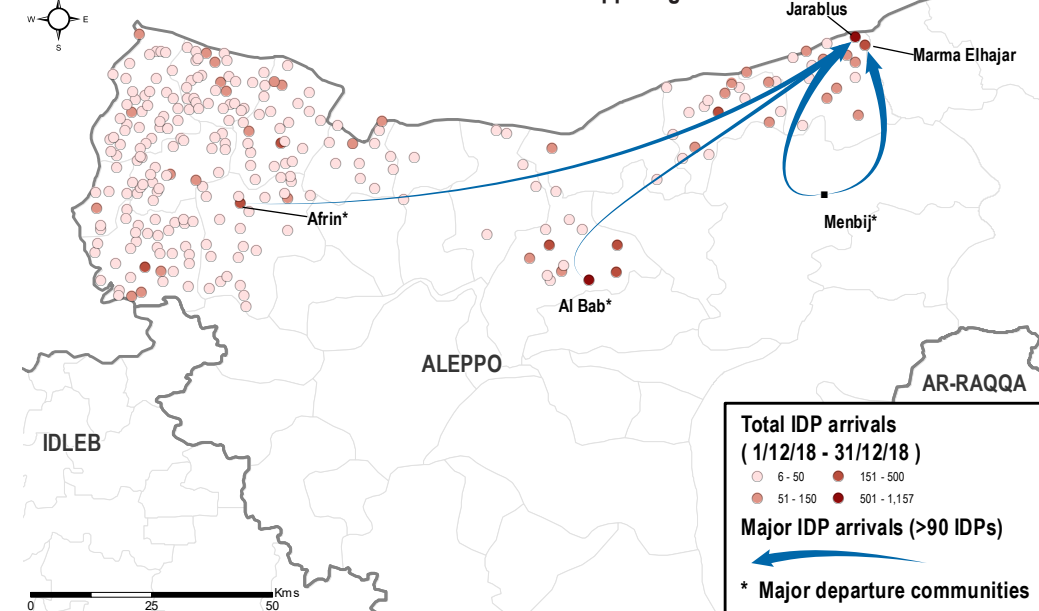 N
W
E
S
Jarablus
Marma Elhajar
Afrin*
Menbij*
Al Bab*
ALEPPO
AR-RAQQA
IDLEB
Total IDP arrivals
( 1/12/18 - 31/12/18 )
6 - 50
151 - 500
51 - 150
501 - 1,157
Major IDP arrivals (>90 IDPs)
* Major departure communities
Kms
0
25
50